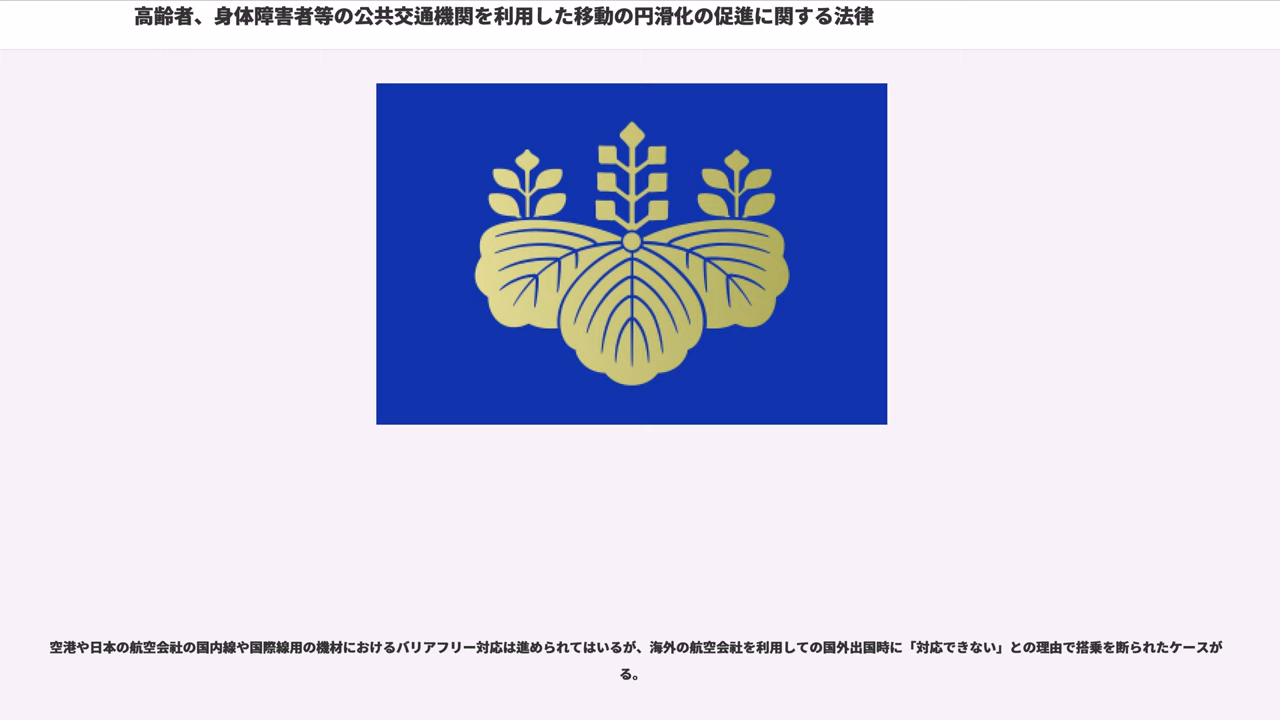 高齢者、身体障害者等の公共交通機関を利用した移動の円滑化の促進に関する法律
空港や日本の航空会社の国内線や国際線用の機材におけるバリアフリー対応は進められてはいるが、海外の航空会社を利用しての国外出国時に「対応できない」との理由で搭乗を断られたケースが
る。